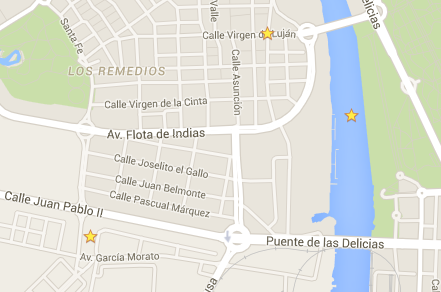 Delicias
Valle
Santa Fe
Calle Virgen de Luján
LOS REMEDIOS
Calle Asunción
Calle Virgen de la Cinta
Av. Flota de Indias
Calle Joselito el Gallo
Calle Juan Belmonte
Calle Pascual Márquez
Calle Juan Pablo II
Puente de las Delicias
Av. García Morato